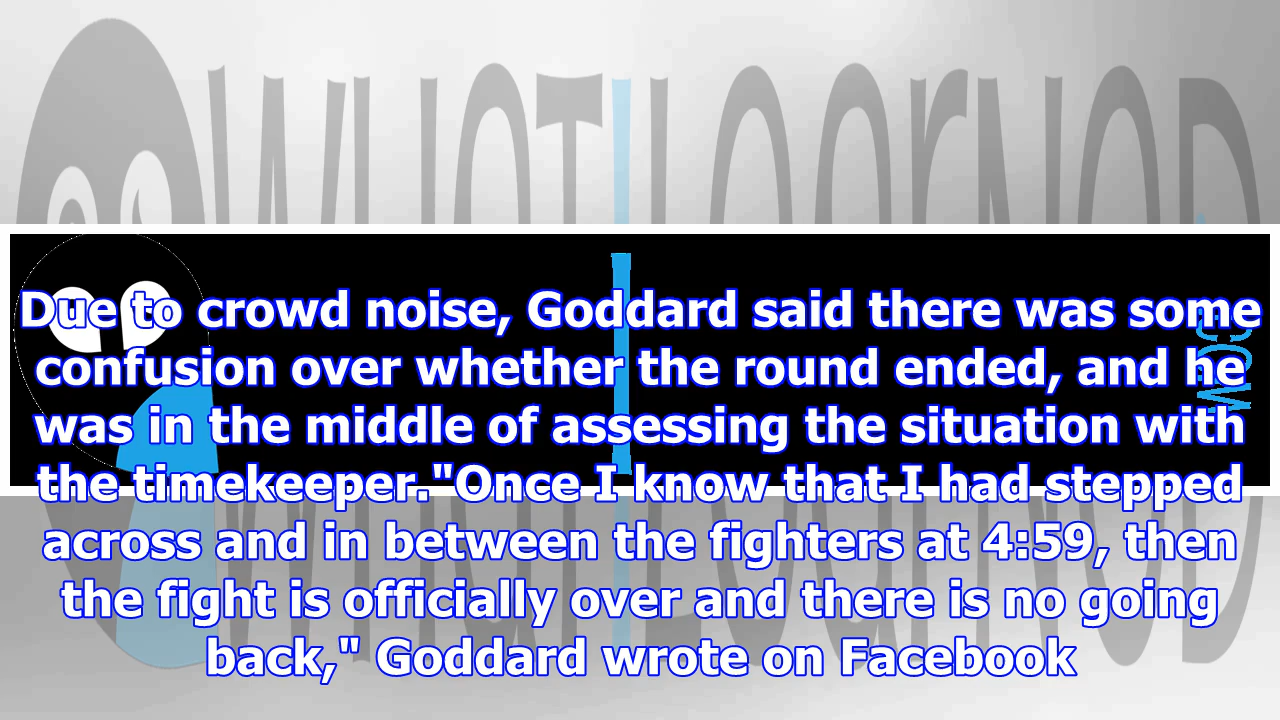 Due to crowd noise, Goddard said there was some
confusion over whether the round ended, and he
was in the middle of assessing the situation with
the timekeeper."Once I know that I had stepped
across and in between the fighters at 4:59, then
the fight is officially over and there is no going
back," Goddard wrote on Facebook